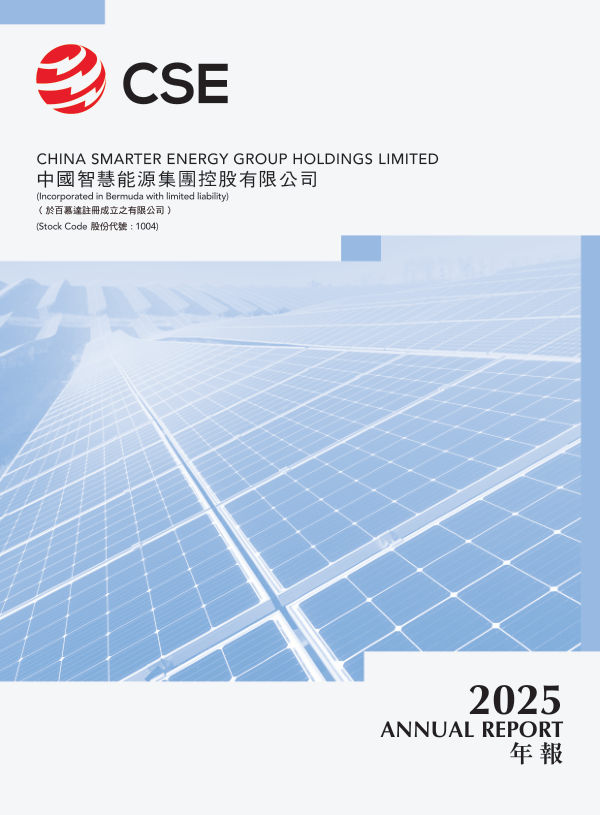 CSE
CHINA SMARTER ENERGY GROUP HOLDINGS LIMITED
中國智慧能源集團控股有限公司
(Incorporated in Bermuda with limited liability)
（於百慕達註冊成立之有限公司）
(Stock Code 股份代號 : 1004)
2025
ANNUAL REPORT
年報